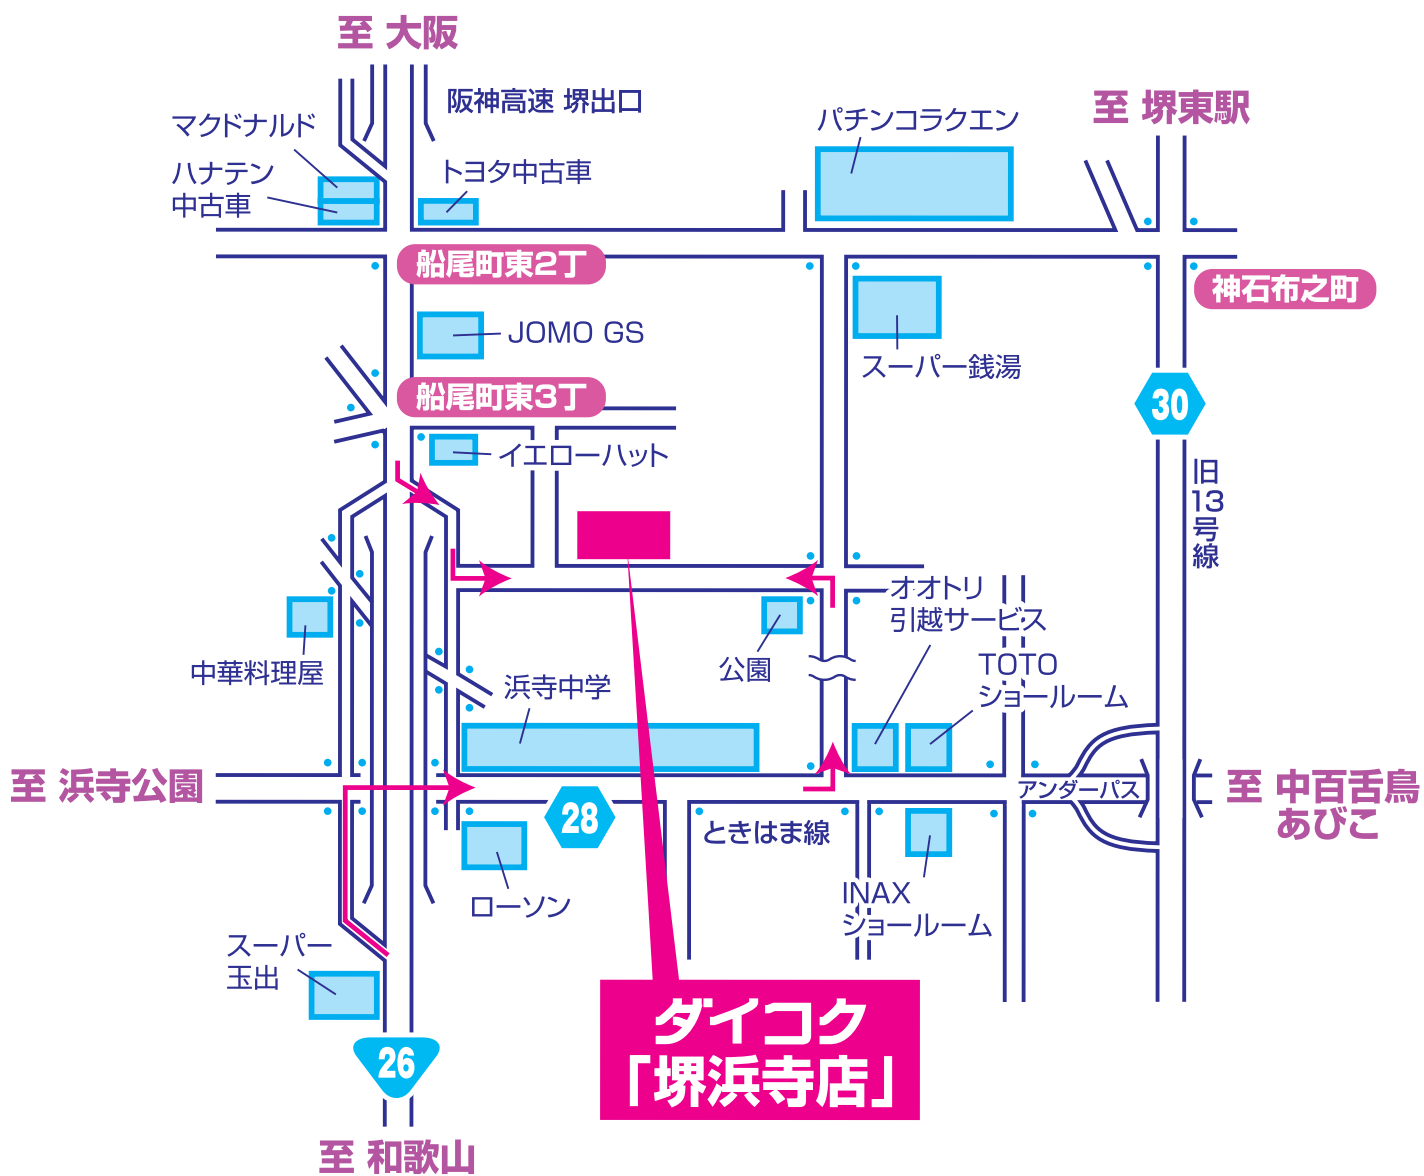 至 大阪
阪神高速 堺出口
マクドナルド
ハナテン
中古車
トヨタ中古車
パチンコラクエン
至 堺東駅
船尾町東2丁
神石布之町
JOMO GS
スーパー銭湯
船尾町東3丁
30
イエローハット
旧
13
号
線
オオトリ
引越サービス
中華料理屋
公園
TOTO
ショールーム
浜寺中学
至 浜寺公園
アンダーパス
至 中百舌鳥
あびこ
28
ときはま線
INAX
ショールーム
ローソン
スーパー
玉出
ダイコク
「堺浜寺店」
26
至 和歌山